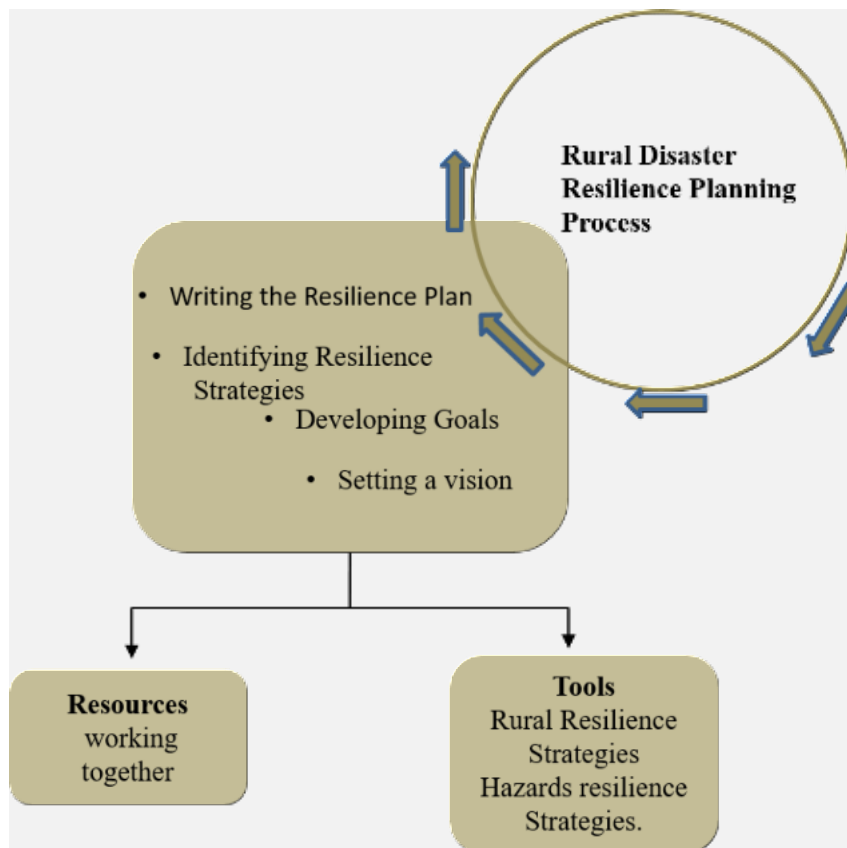 Rural Disaster
Resilience Planning
Process
• Writing the Resilience Plan
• Identifying Resilience
Strategies
• Developing Goals
• Setting a vision
Resources
working
together
Tools
Rural Resilience
Strategies
Hazards resilience
Strategies.